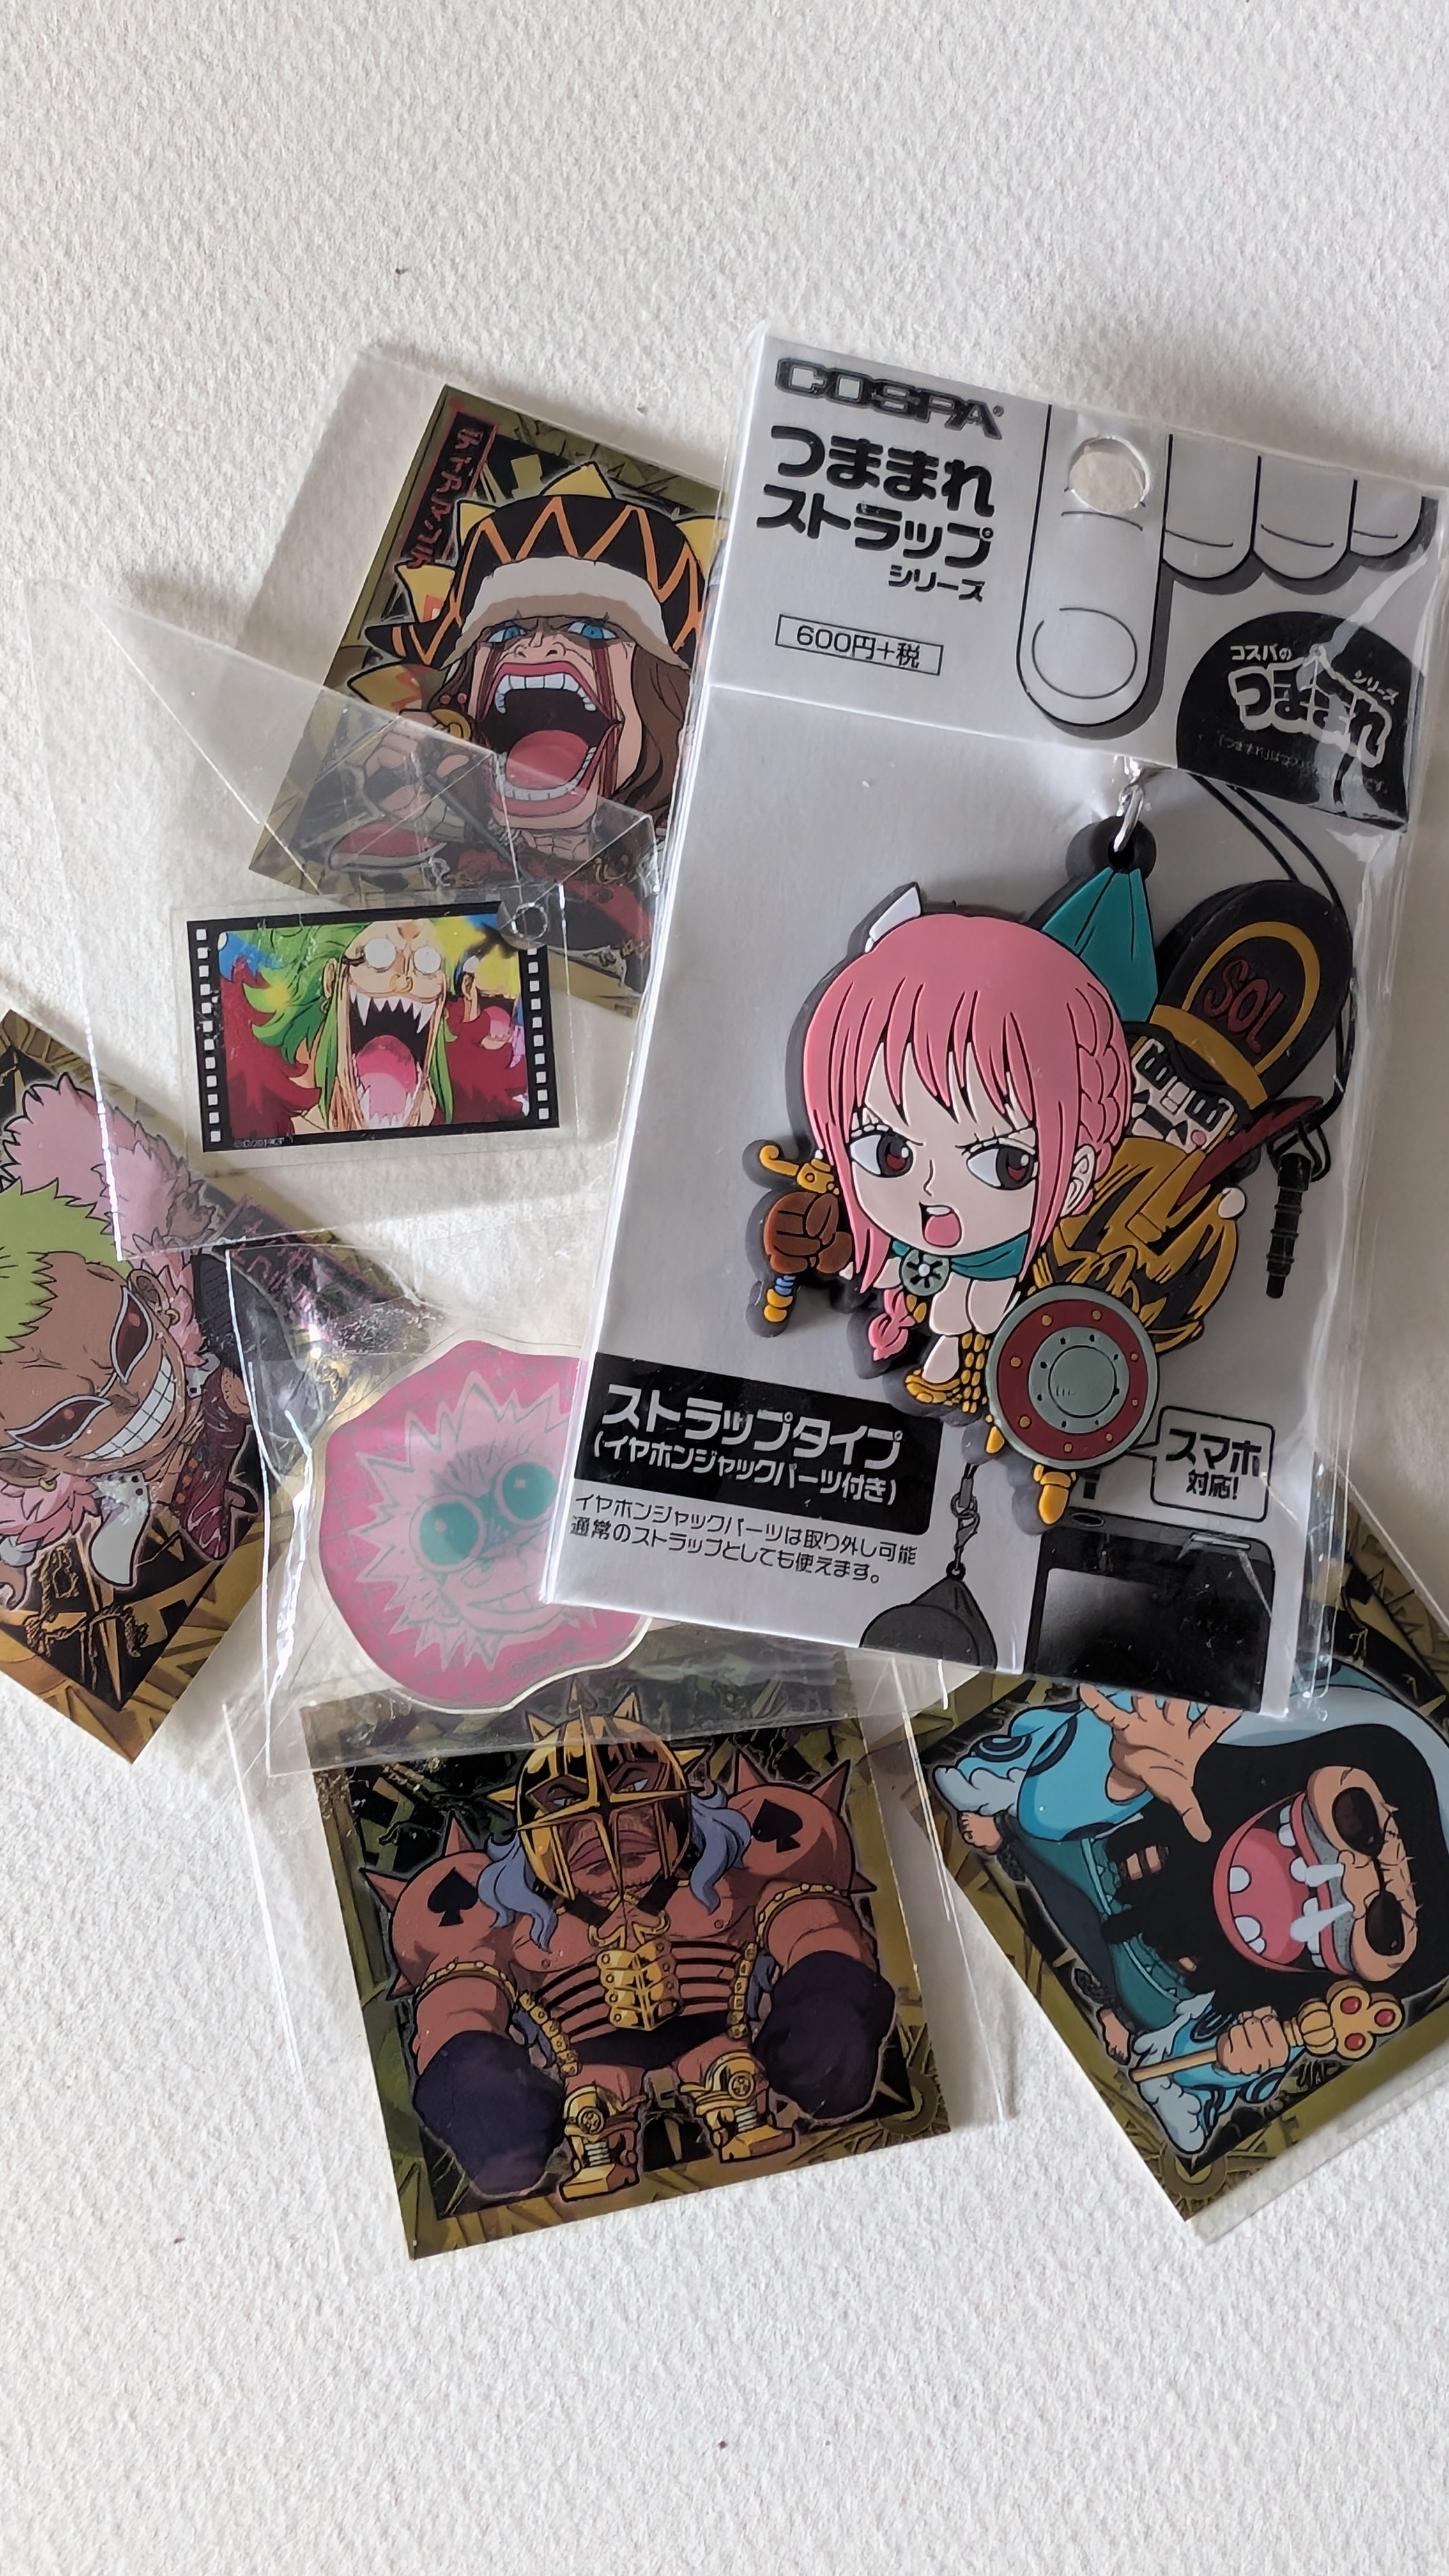 COSPA
つままれ
ストラップ
シリーズ
600円+税
コスパの
つままれ
シリーズ
SOL
ストラップタイプ
(イヤホンジャックパーツ付き)
イヤホンジャックパーツは取り外し可能
通常のストラップとしても使えます。
スマホ
対応!